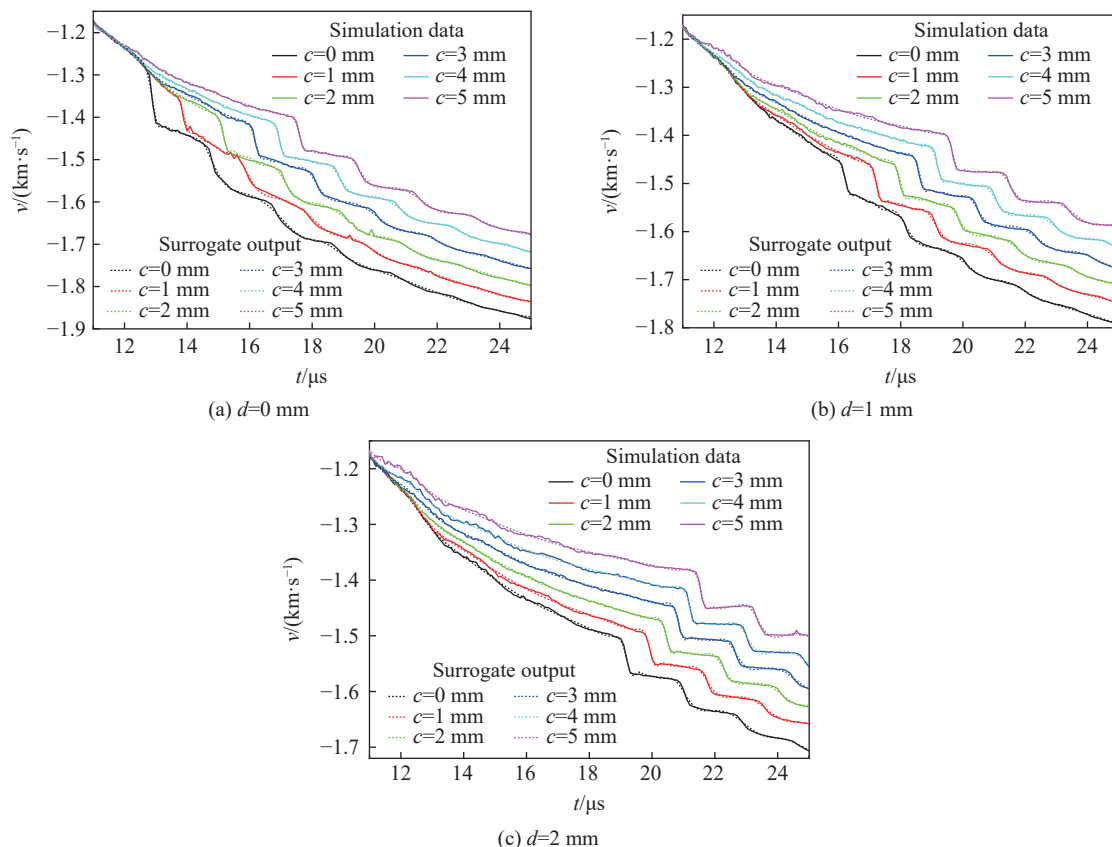 Simulation data
c=0 mm c=3 mm
c=1 mm c=4 mm
c=2 mm c=5 mm
Surrogate output
c=0 mm c=3 mm
c=1 mm c=4 mm
c=2 mm c=5 mm
v/(km·s⁻¹)
−1.2
−1.3
−1.4
−1.5
−1.6
−1.7
−1.8
−1.9
12 14 16 18 20 22 24
t/μs
(a) d=0 mm
Simulation data
c=0 mm c=3 mm
c=1 mm c=4 mm
c=2 mm c=5 mm
Surrogate output
c=0 mm c=3 mm
c=1 mm c=4 mm
c=2 mm c=5 mm
v/(km·s⁻¹)
−1.2
−1.3
−1.4
−1.5
−1.6
−1.7
−1.8
12 14 16 18 20 22 24
t/μs
(b) d=1 mm
Simulation data
c=0 mm c=3 mm
c=1 mm c=4 mm
c=2 mm c=5 mm
Surrogate output
c=0 mm c=3 mm
c=1 mm c=4 mm
c=2 mm c=5 mm
v/(km·s⁻¹)
−1.2
−1.3
−1.4
−1.5
−1.6
−1.7
12 14 16 18 20 22 24
t/μs
(c) d=2 mm